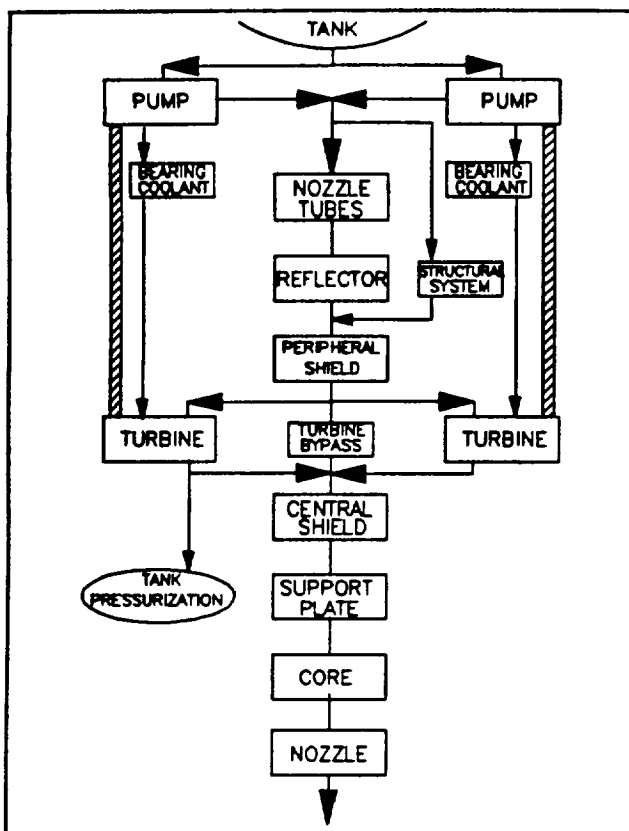 TANK
PUMP
PUMP
BEARING
COOLANT
BEARING
COOLANT
NOZZLE
TUBES
REFLECTOR
STRUCTURAL
SYSTEM
PERIPHERAL
SHIELD
TURBINE
TURBINE
BYPASS
TURBINE
CENTRAL
SHIELD
TANK
PRESSURIZATION
SUPPORT
PLATE
CORE
NOZZLE